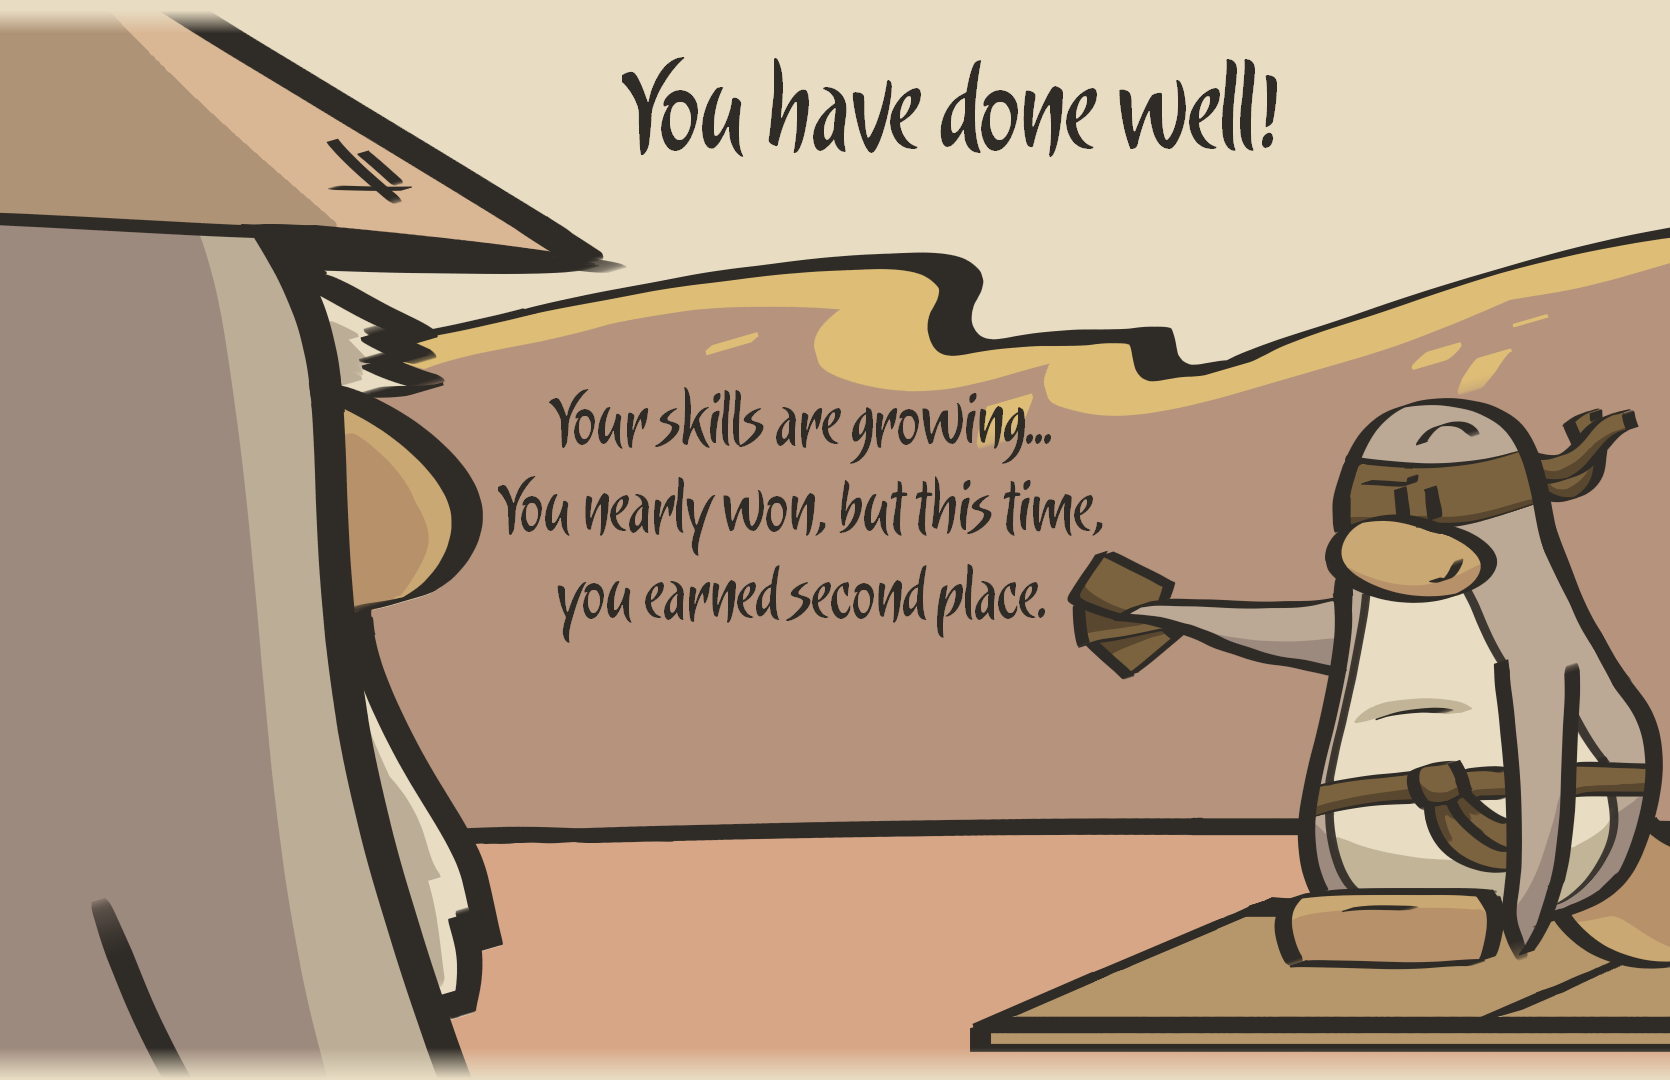 You have done well!
Your skills are growing...
You nearly won, but this time,
you earned second place.